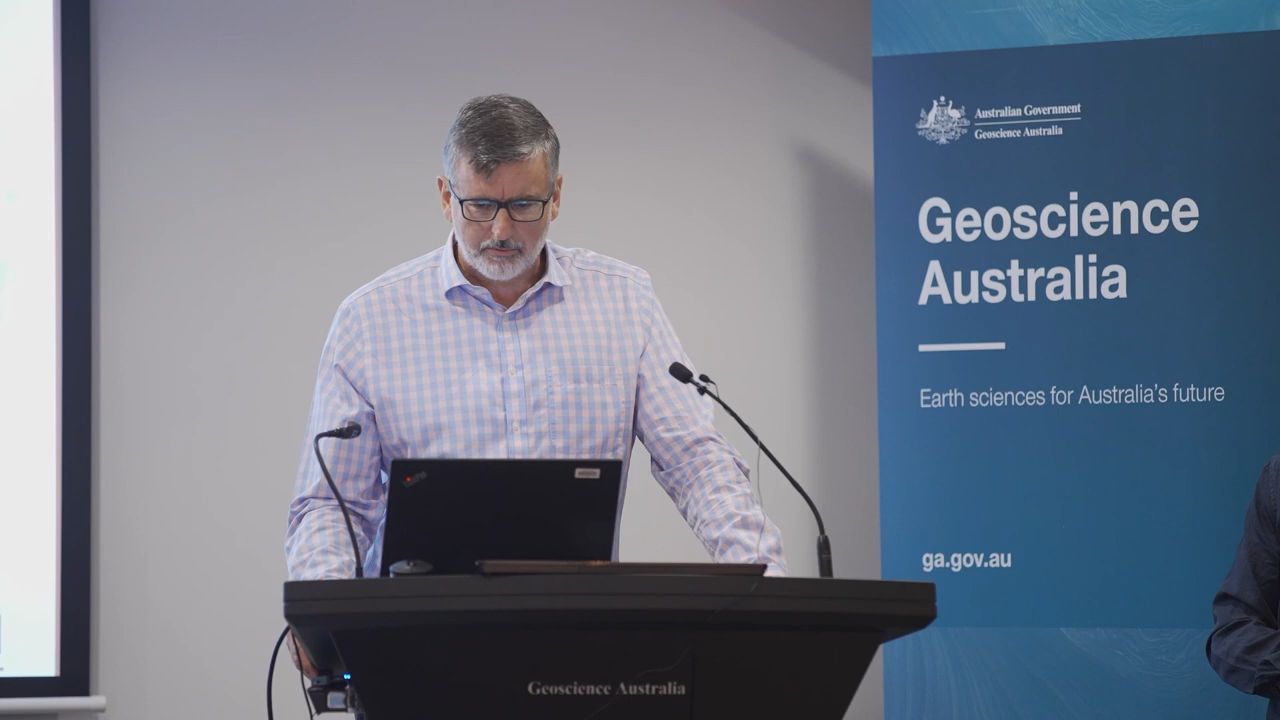 Australian Government
Geoscience Australia
Geoscience
Australia
Earth sciences for Australia's future
ga.gov.au
Geoscience Australia